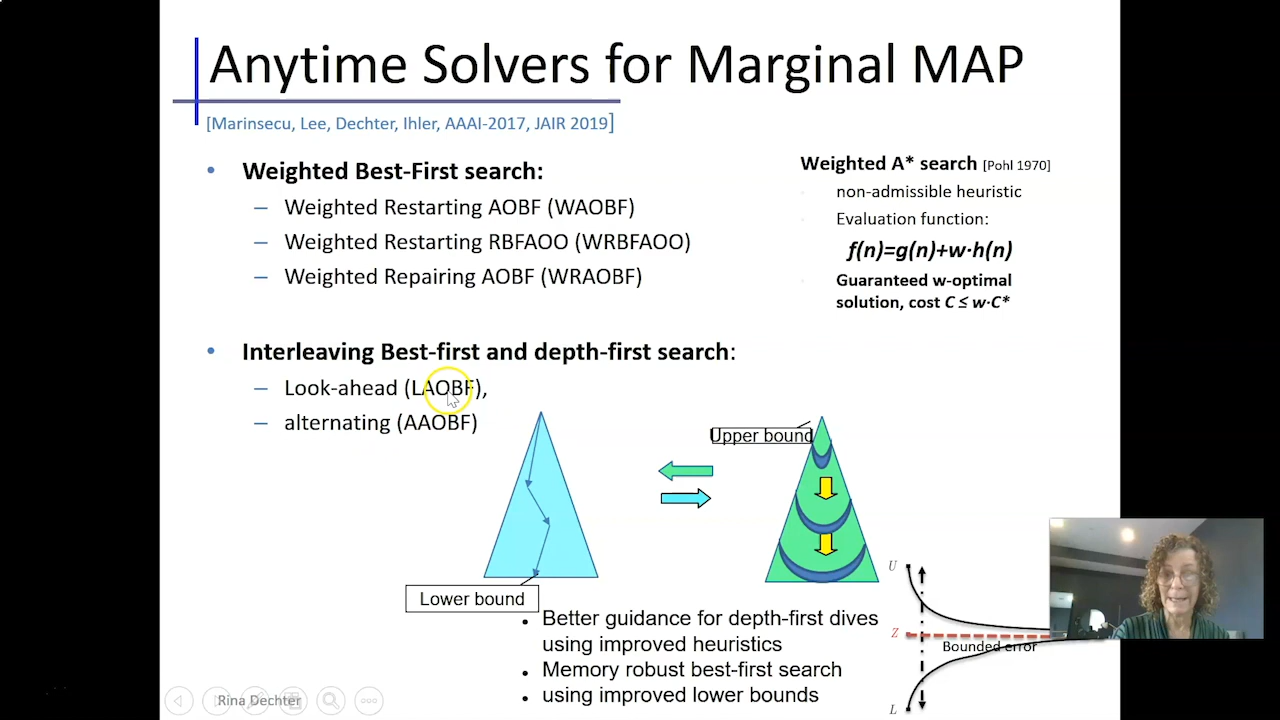 Anytime Solvers for Marginal MAP
[Marinsecu, Lee, Dechter, Ihler, AAAI-2017, JAIR 2019]
• Weighted Best-First search:
– Weighted Restarting AOBF (WAOBF)
– Weighted Restarting RBFAOO (WRBFAOO)
– Weighted Repairing AOBF (WRAOBF)
Weighted A* search [Pohl 1970]
non-admissible heuristic
Evaluation function:
f(n)=g(n)+w·h(n)
Guaranteed w-optimal
solution, cost C ≤ w·C*
• Interleaving Best-first and depth-first search:
– Look-ahead (LAOBF),
– alternating (AAOBF)
Upper bound
Lower bound
• Better guidance for depth-first dives
using improved heuristics
• Memory robust best-first search
• using improved lower bounds
U
Z
Bounded error
L
Rina Dechter